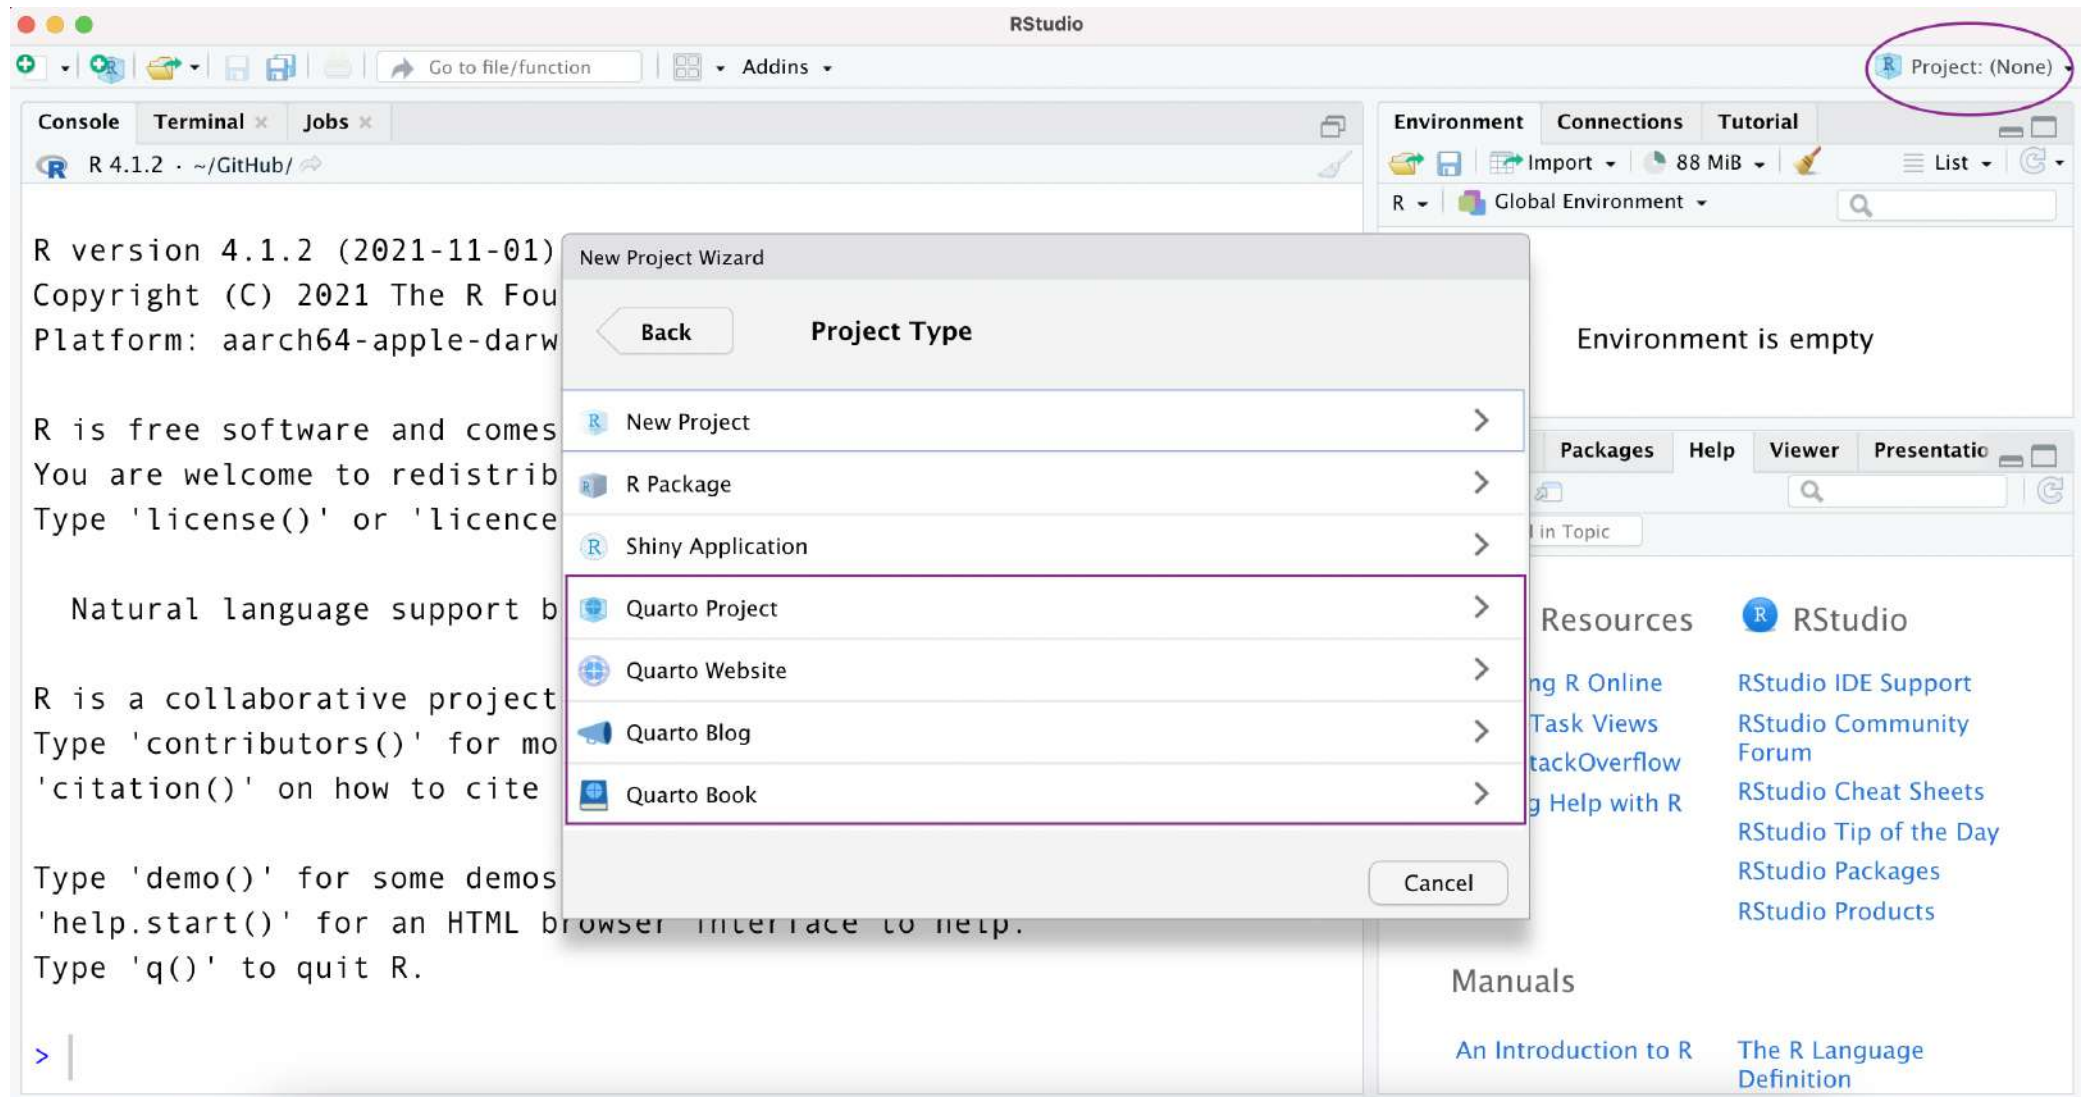 RStudio
Go to file/function
Addins
Project: (None)
Console Terminal Jobs
R 4.1.2 · ~/GitHub/
R version 4.1.2 (2021-11-01)
Copyright (C) 2021 The R Fou
Platform: aarch64-apple-darw
R is free software and comes
You are welcome to redistrib
Type 'license()' or 'licence
Natural language support b
R is a collaborative project
Type 'contributors()' for mo
'citation()' on how to cite
Type 'demo()' for some demos
'help.start()' for an HTML browser interface to help.
Type 'q()' to quit R.
>
New Project Wizard
Back
Project Type
New Project
R Package
Shiny Application
Quarto Project
Quarto Website
Quarto Blog
Quarto Book
Cancel
Environment Connections Tutorial
Import 88 MiB List
R Global Environment
Environment is empty
Packages Help Viewer Presentatio
in Topic
Resources
ng R Online
Task Views
tackOverflow
g Help with R
RStudio
RStudio IDE Support
RStudio Community
Forum
RStudio Cheat Sheets
RStudio Tip of the Day
RStudio Packages
RStudio Products
Manuals
An Introduction to R
The R Language
Definition